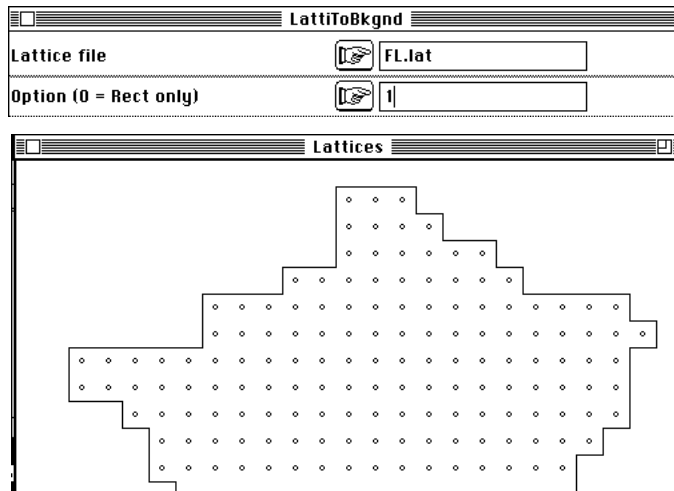 LattiToBkgnd
Lattice file FL.lat
Option (0 = Rect only) 1
Lattices